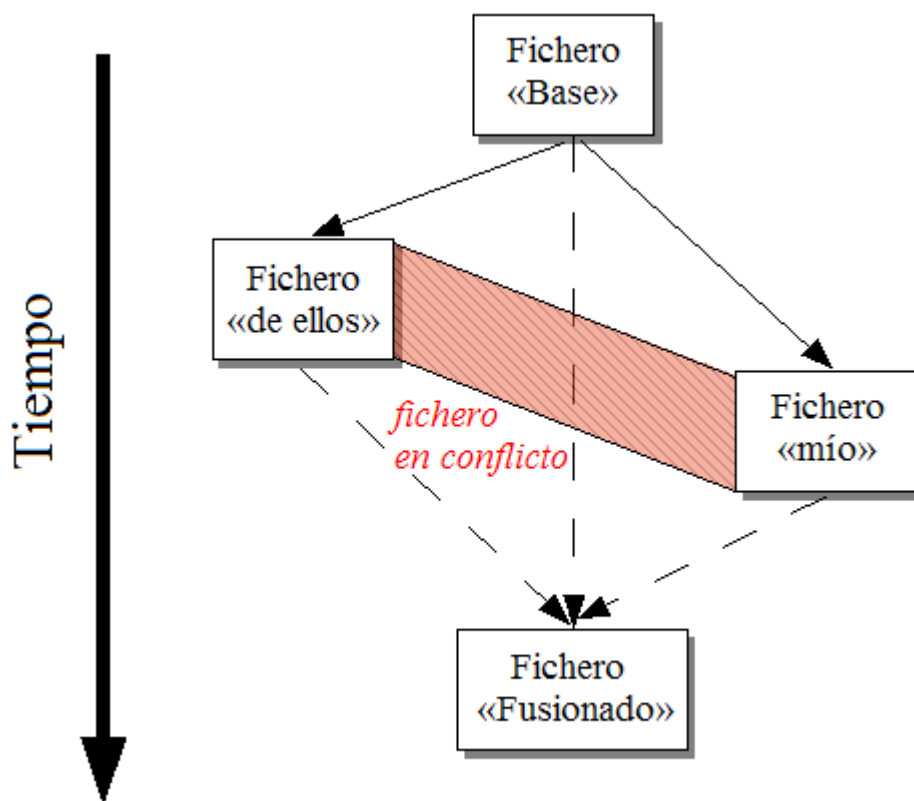 Fichero
«Base»
Tiempo
Fichero
«de ellos»
Fichero
«mío»
fichero
en conflicto
Fichero
«Fusionado»